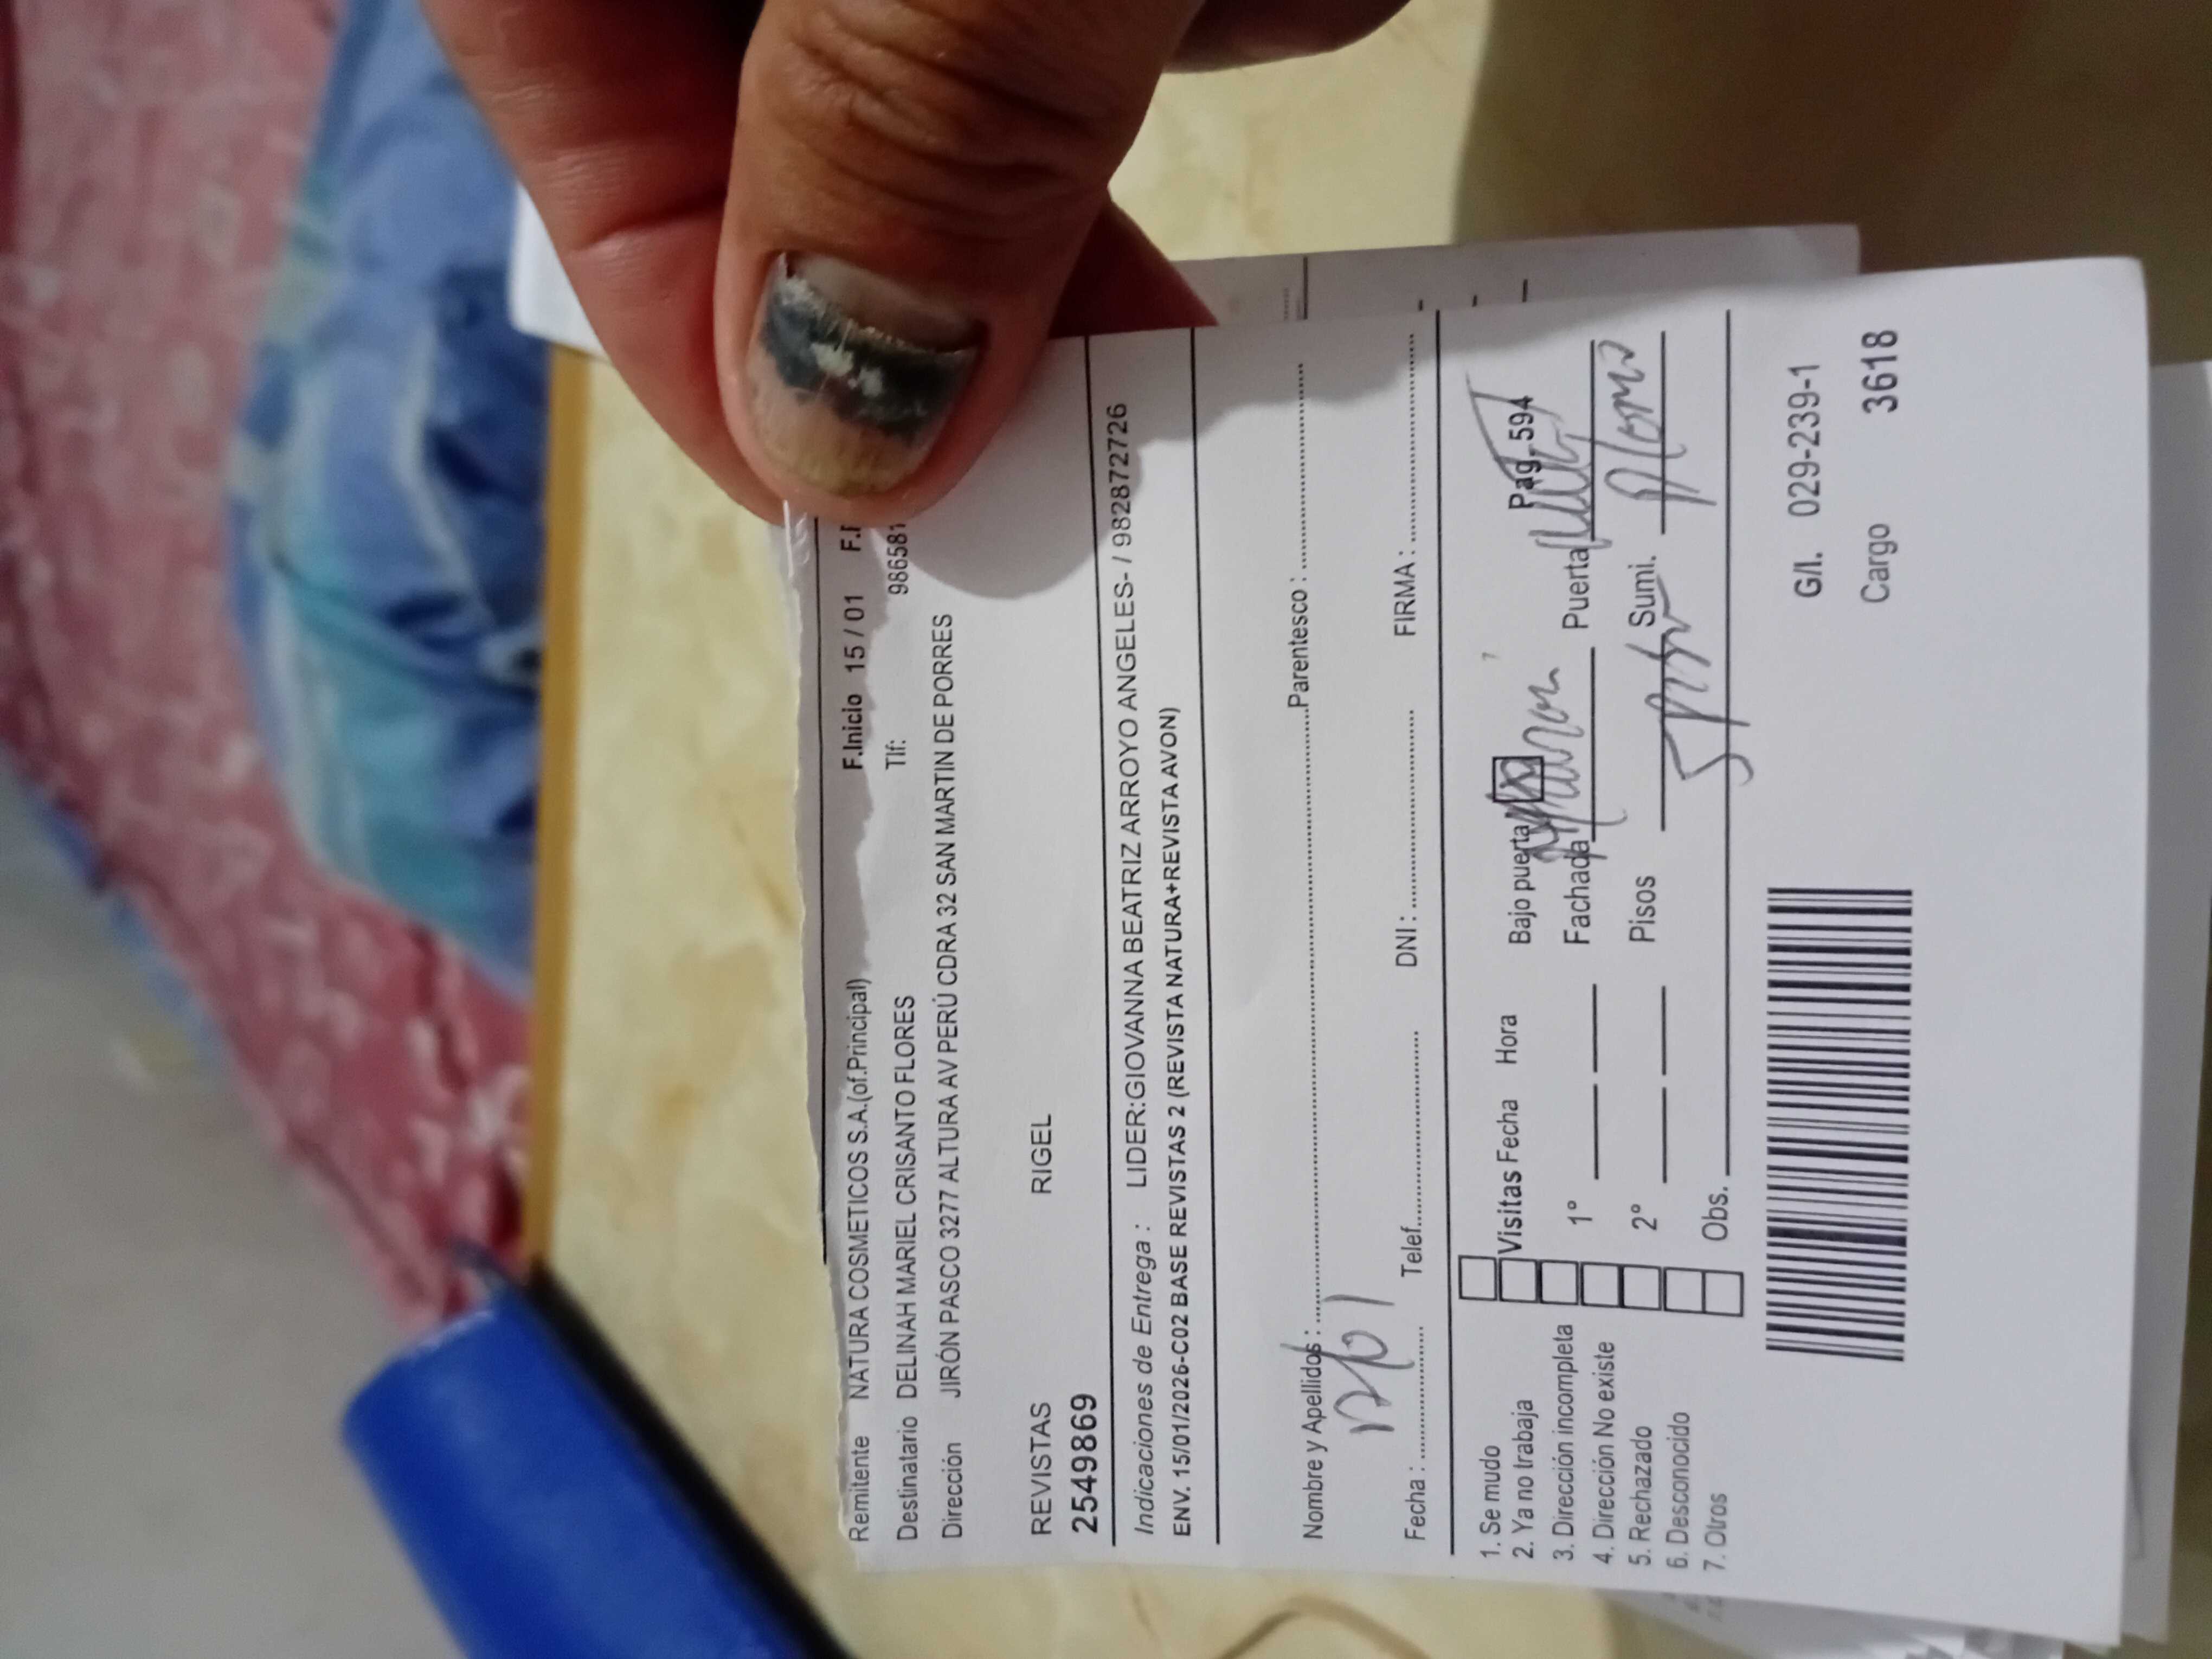 Remitente NATURA COSMETICOS S.A.(of.Principal) F.Inicio 15 / 01
Destinatario DELINAH MARIEL CRISANTO FLORES Tlf: 986581
Dirección JIRÓN PASCO 3277 ALTURA AV PERÚ CDRA 32 SAN MARTIN DE PORRES
REVISTAS RIGEL
2549869
Indicaciones de Entrega : LIDER:GIOVANNA BEATRIZ ARROYO ANGELES- / 982872726
ENV. 15/01/2026-C02 BASE REVISTAS 2 (REVISTA NATURA+REVISTA AVON)
Nombre y Apellidos : Parentesco :
Fecha : Telef. DNI : FIRMA :
1. Se mudo
2. Ya no trabaja
3. Dirección incompleta
4. Dirección No existe
5. Rechazado
6. Desconocido
7. Otros
Visitas Fecha Hora Bajo puerta Pag. 594
1° Fachada Puerta
2° Pisos Sumi.
Obs.
G/I. 029-239-1
Cargo 3618